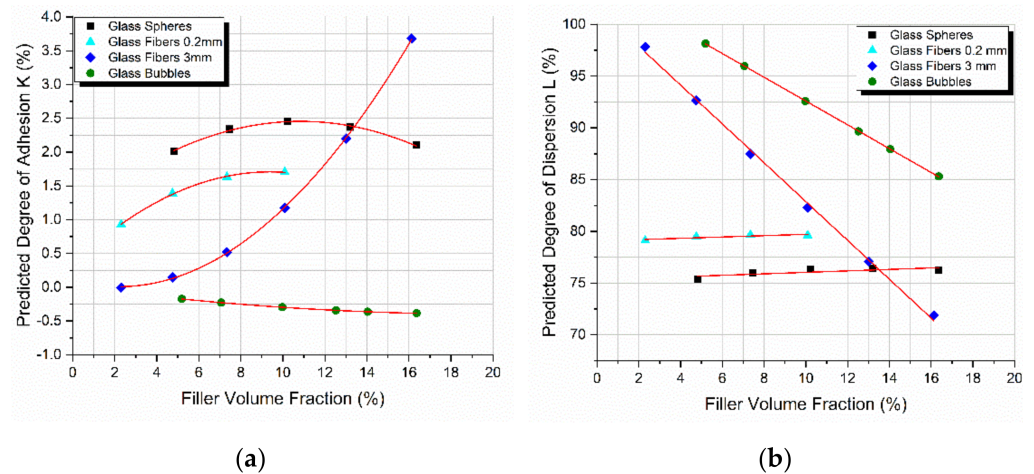 4.0
3.5
3.0
2.5
2.0
1.5
1.0
0.5
0.0
-0.5
-1.0
Predicted Degree of Adhesion K (%)
Glass Spheres
Glass Fibers 0.2mm
Glass Fibers 3mm
Glass Bubbles
0 2 4 6 8 10 12 14 16 18 20
Filler Volume Fraction (%)
(a)
100
95
90
85
80
75
70
Predicted Degree of Dispersion L (%)
Glass Spheres
Glass Fibers 0.2 mm
Glass Fibers 3 mm
Glass Bubbles
0 2 4 6 8 10 12 14 16 18 20
Filler Volume Fraction (%)
(b)